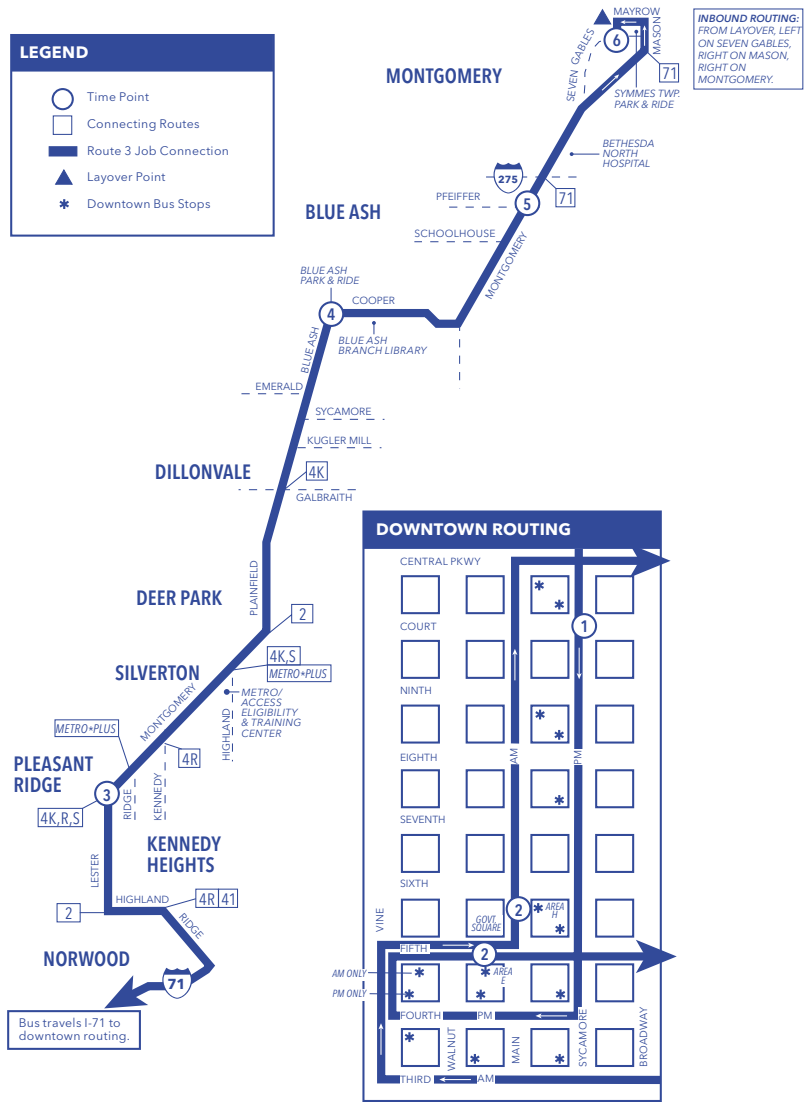 MAYROW
MASON
SEVEN GABLES
6
INBOUND ROUTING:
FROM LAYOVER, LEFT
ON SEVEN GABLES,
RIGHT ON MASON,
RIGHT ON
MONTGOMERY.
LEGEND
Time Point
Connecting Routes
Route 3 Job Connection
Layover Point
Downtown Bus Stops
MONTGOMERY
71
SYMMES TWP.
PARK & RIDE
BETHESDA
NORTH
HOSPITAL
275
PFEIFFER
71
5
BLUE ASH
SCHOOLHOUSE
MONTGOMERY
BLUE ASH
PARK & RIDE
4
COOPER
BLUE ASH
BLUE ASH
BRANCH LIBRARY
EMERALD
SYCAMORE
KUGLER MILL
DILLONVALE
4K
GALBRAITH
DEER PARK
PLAINFIELD
2
SILVERTON
4K,S
METRO*PLUS
MONTGOMERY
METRO/
ACCESS
ELIGIBILITY
& TRAINING
CENTER
HIGHLAND
METRO*PLUS
4R
PLEASANT
RIDGE
3
RIDGE
KENNEDY
4K,R,S
KENNEDY
HEIGHTS
LESTER
HIGHLAND
4R
41
2
RIDGE
NORWOOD
71
Bus travels I-71 to
downtown routing.
DOWNTOWN ROUTING
CENTRAL PKWY
COURT
1
NINTH
EIGHTH
AM
PM
SEVENTH
SIXTH
VINE
GOVT.
SQUARE
2
AREA
H
FIFTH
2
AM ONLY
AREA
E
PM ONLY
FOURTH
PM
WALNUT
MAIN
SYCAMORE
BROADWAY
THIRD
AM